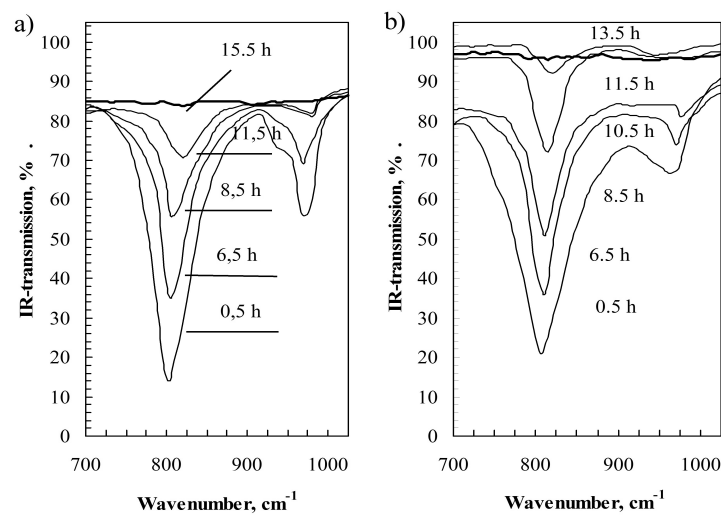 a)
15.5 h
11,5 h
8,5 h
6,5 h
0,5 h
100
90
80
70
60
50
40
30
20
10
0
IR-transmission, % .
700 800 900 1000
Wavenumber, cm-1
b)
13.5 h
11.5 h
10.5 h
8.5 h
6.5 h
0.5 h
100
90
80
70
60
50
40
30
20
10
0
IR-transmission, % .
700 800 900 1000
Wavenumber, cm-1